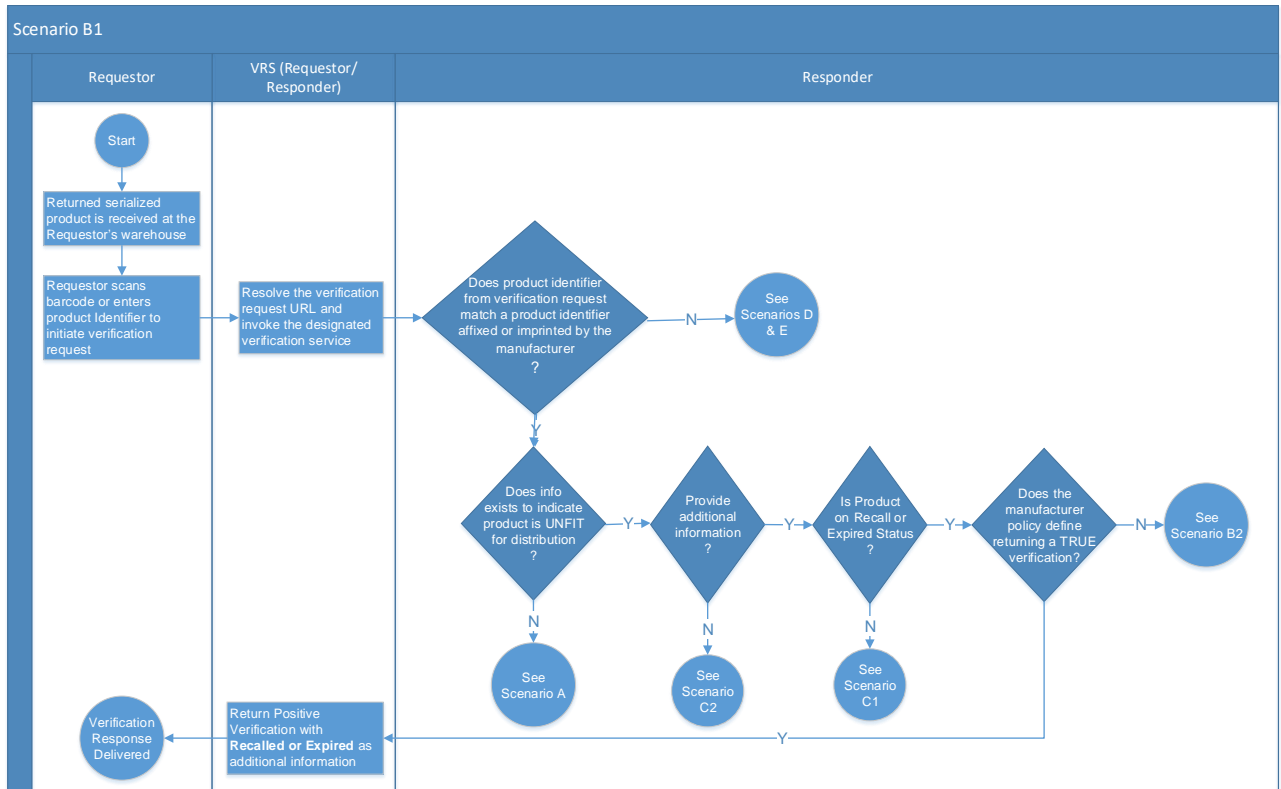 Scenario B1
Requestor
VRS (Requestor/
Responder)
Responder
Start
Returned serialized
product is received at the
Requestor's warehouse
Requestor scans
barcode or enters
product Identifier to
initiate verification
request
Resolve the verification
request URL and
invoke the designated
verification service
Does product identifier
from verification request
match a product identifier
affixed or imprinted by the
manufacturer
?
N
See
Scenarios D
& E
Y
Does info
exists to indicate
product is UNFIT
for distribution
?
Y
Provide
additional
information
?
Y
Is Product
on Recall or
Expired Status
?
Y
Does the
manufacturer
policy define
returning a TRUE
verification?
N
See
Scenario B2
N
See
Scenario A
N
See
Scenario
C2
N
See
Scenario
C1
Y
Return Positive
Verification with
Recalled or Expired as
additional information
Verification
Response
Delivered